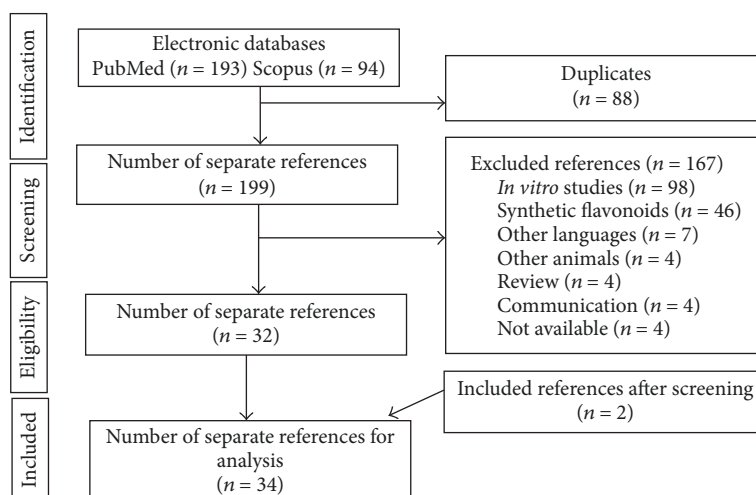 Identification
Electronic databases
PubMed (n = 193) Scopus (n = 94)
Duplicates
(n = 88)
Screening
Number of separate references
(n = 199)
Excluded references (n = 167)
In vitro studies (n = 98)
Synthetic flavonoids (n = 46)
Other languages (n = 7)
Other animals (n = 4)
Review (n = 4)
Communication (n = 4)
Not available (n = 4)
Eligibility
Number of separate references
(n = 32)
Included references after screening
(n = 2)
Included
Number of separate references for
analysis
(n = 34)